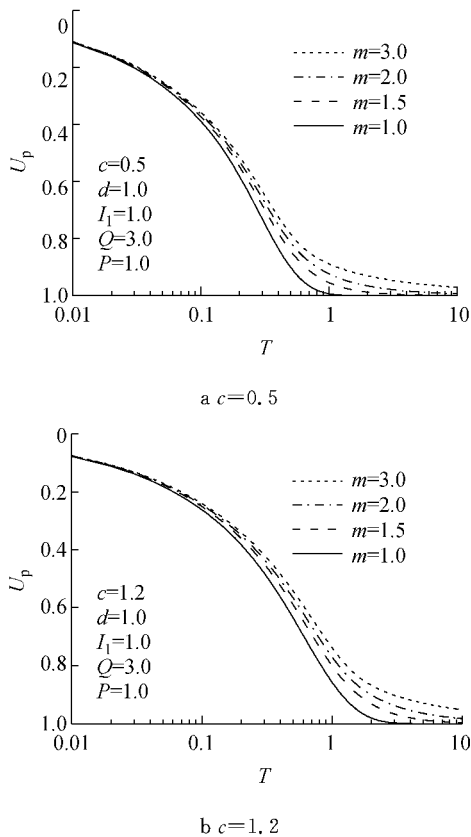 0
0.2
0.4
0.6
0.8
1.0
U_p
m=3.0
m=2.0
m=1.5
m=1.0
c=0.5
d=1.0
I_1=1.0
Q̰=3.0
P=1.0
0.01 0.1 1 10
T
a c=0.5
0
0.2
0.4
0.6
0.8
1.0
U_p
m=3.0
m=2.0
m=1.5
m=1.0
c=1.2
d=1.0
I_1=1.0
Q̰=3.0
P=1.0
0.01 0.1 1 10
T
b c=1.2